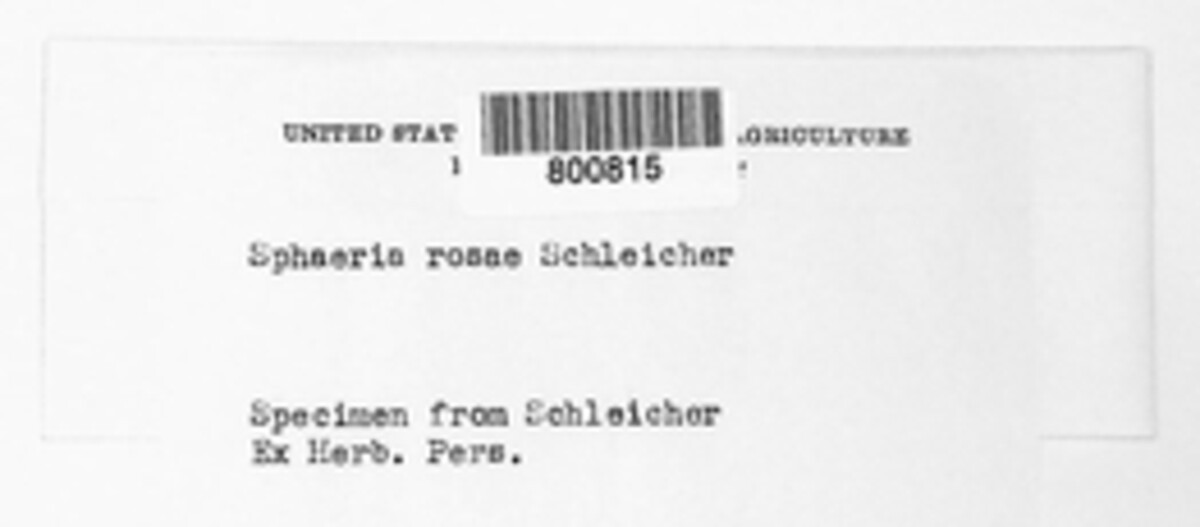 UNITED STAT AGRICULTURE
800815
Sphaeria rosae Schleicher
Specimen from Schleicher
Ex Herb. Pers.